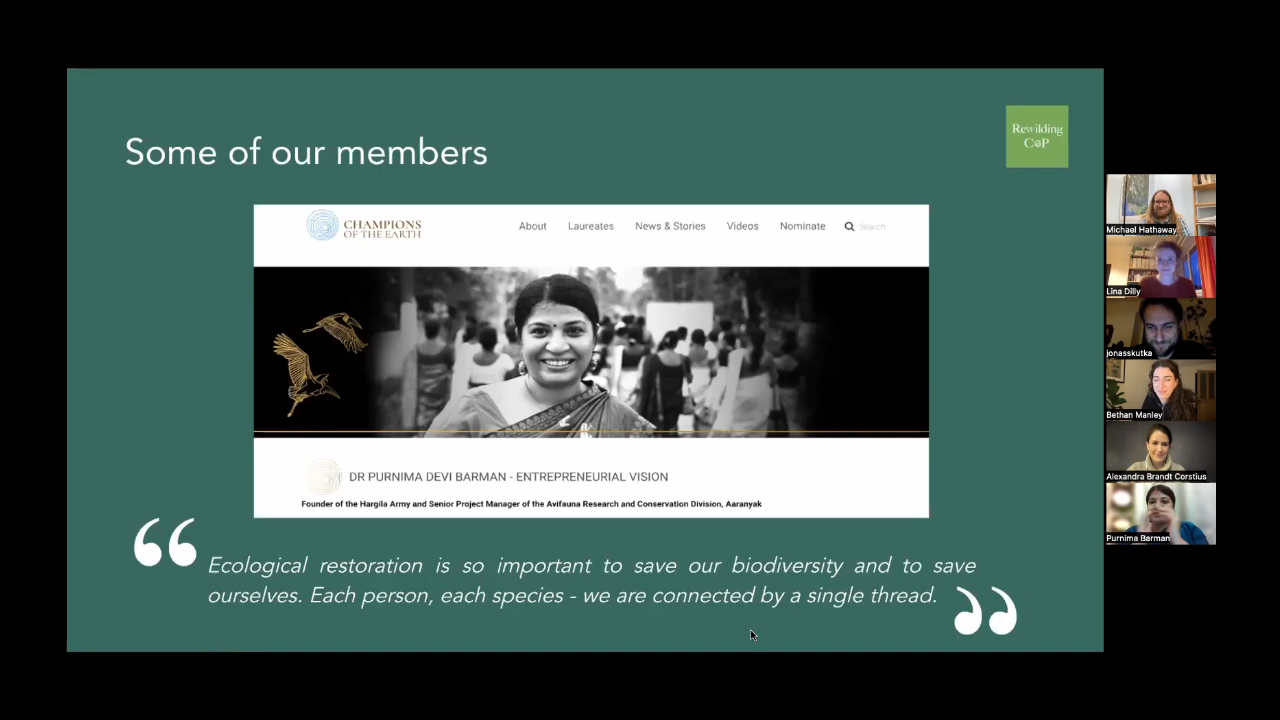 Some of our members
Rewilding
CoP
CHAMPIONS
OF THE EARTH
About Laureates News & Stories Videos Nominate Search
DR PURNIMA DEVI BARMAN - ENTREPRENEURIAL VISION
Founder of the Hargila Army and Senior Project Manager of the Avifauna Research and Conservation Division, Aaranyak
“Ecological restoration is so important to save our biodiversity and to save
ourselves. Each person, each species - we are connected by a single thread.”
Michael Hathaway
Lina Dilly
jonasskutka
Bethan Manley
Alexandra Brandt Corstius
Purnima Barman